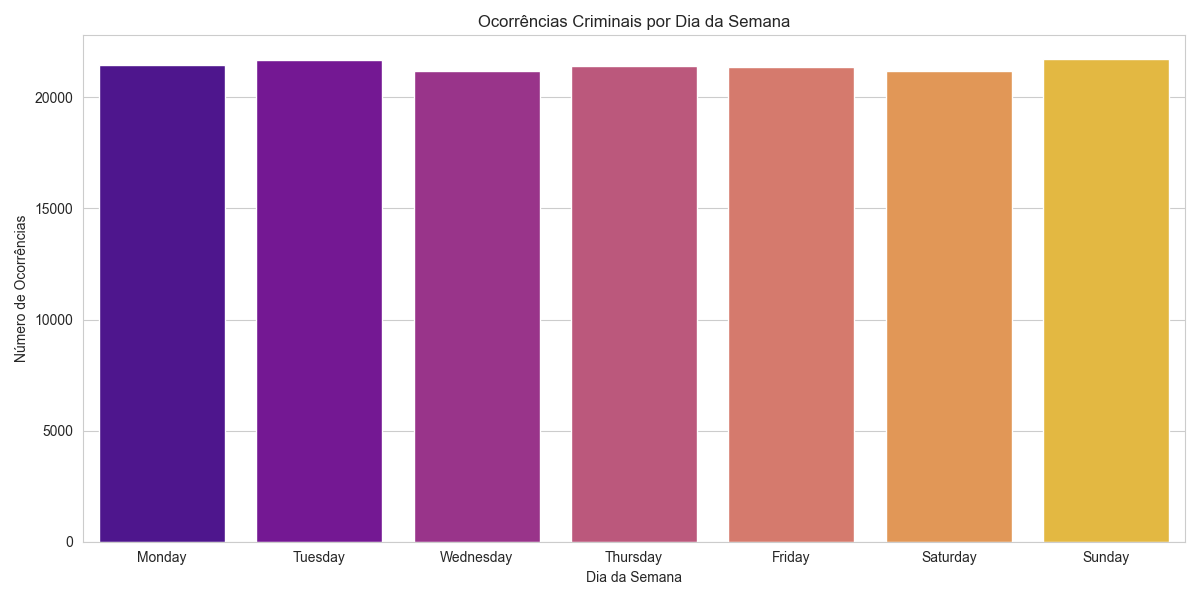 Ocorrências Criminais por Dia da Semana
Número de Ocorrências
20000
15000
10000
5000
0
Monday Tuesday Wednesday Thursday Friday Saturday Sunday
Dia da Semana